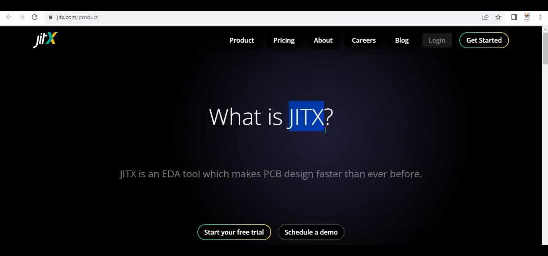 jitx.com/product
jitX
Product Pricing About Careers Blog Login Get Started
What is JITX?
JITX is an EDA tool which makes PCB design faster than ever before.
Start your free trial Schedule a demo